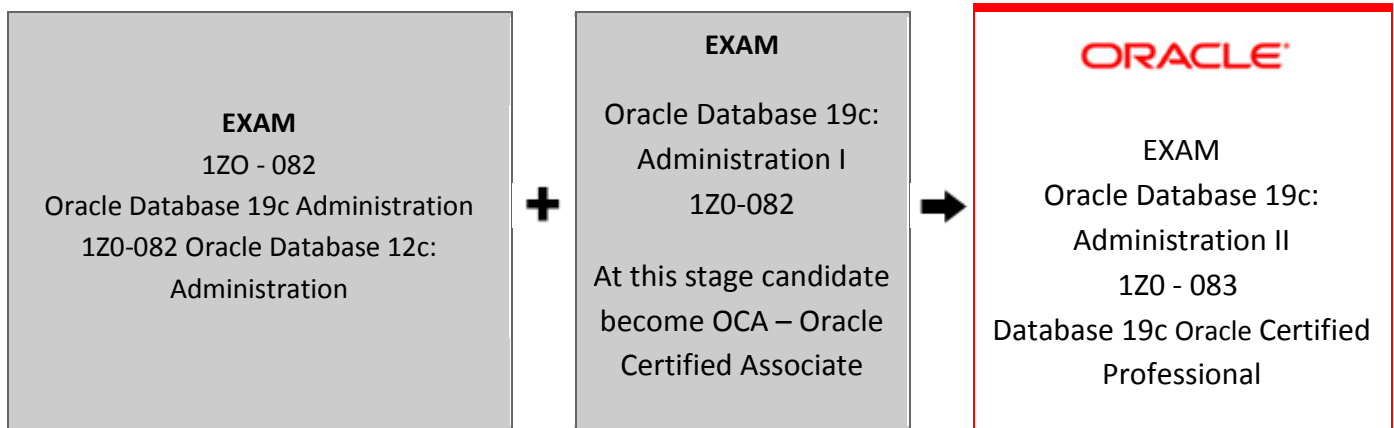 EXAM
1ZO - 082
Oracle Database 19c Administration
1Z0-082 Oracle Database 12c:
Administration
EXAM
Oracle Database 19c:
Administration I
1Z0-082
At this stage candidate
become OCA – Oracle
Certified Associate
ORACLE
EXAM
Oracle Database 19c:
Administration II
1Z0 - 083
Database 19c Oracle Certified
Professional